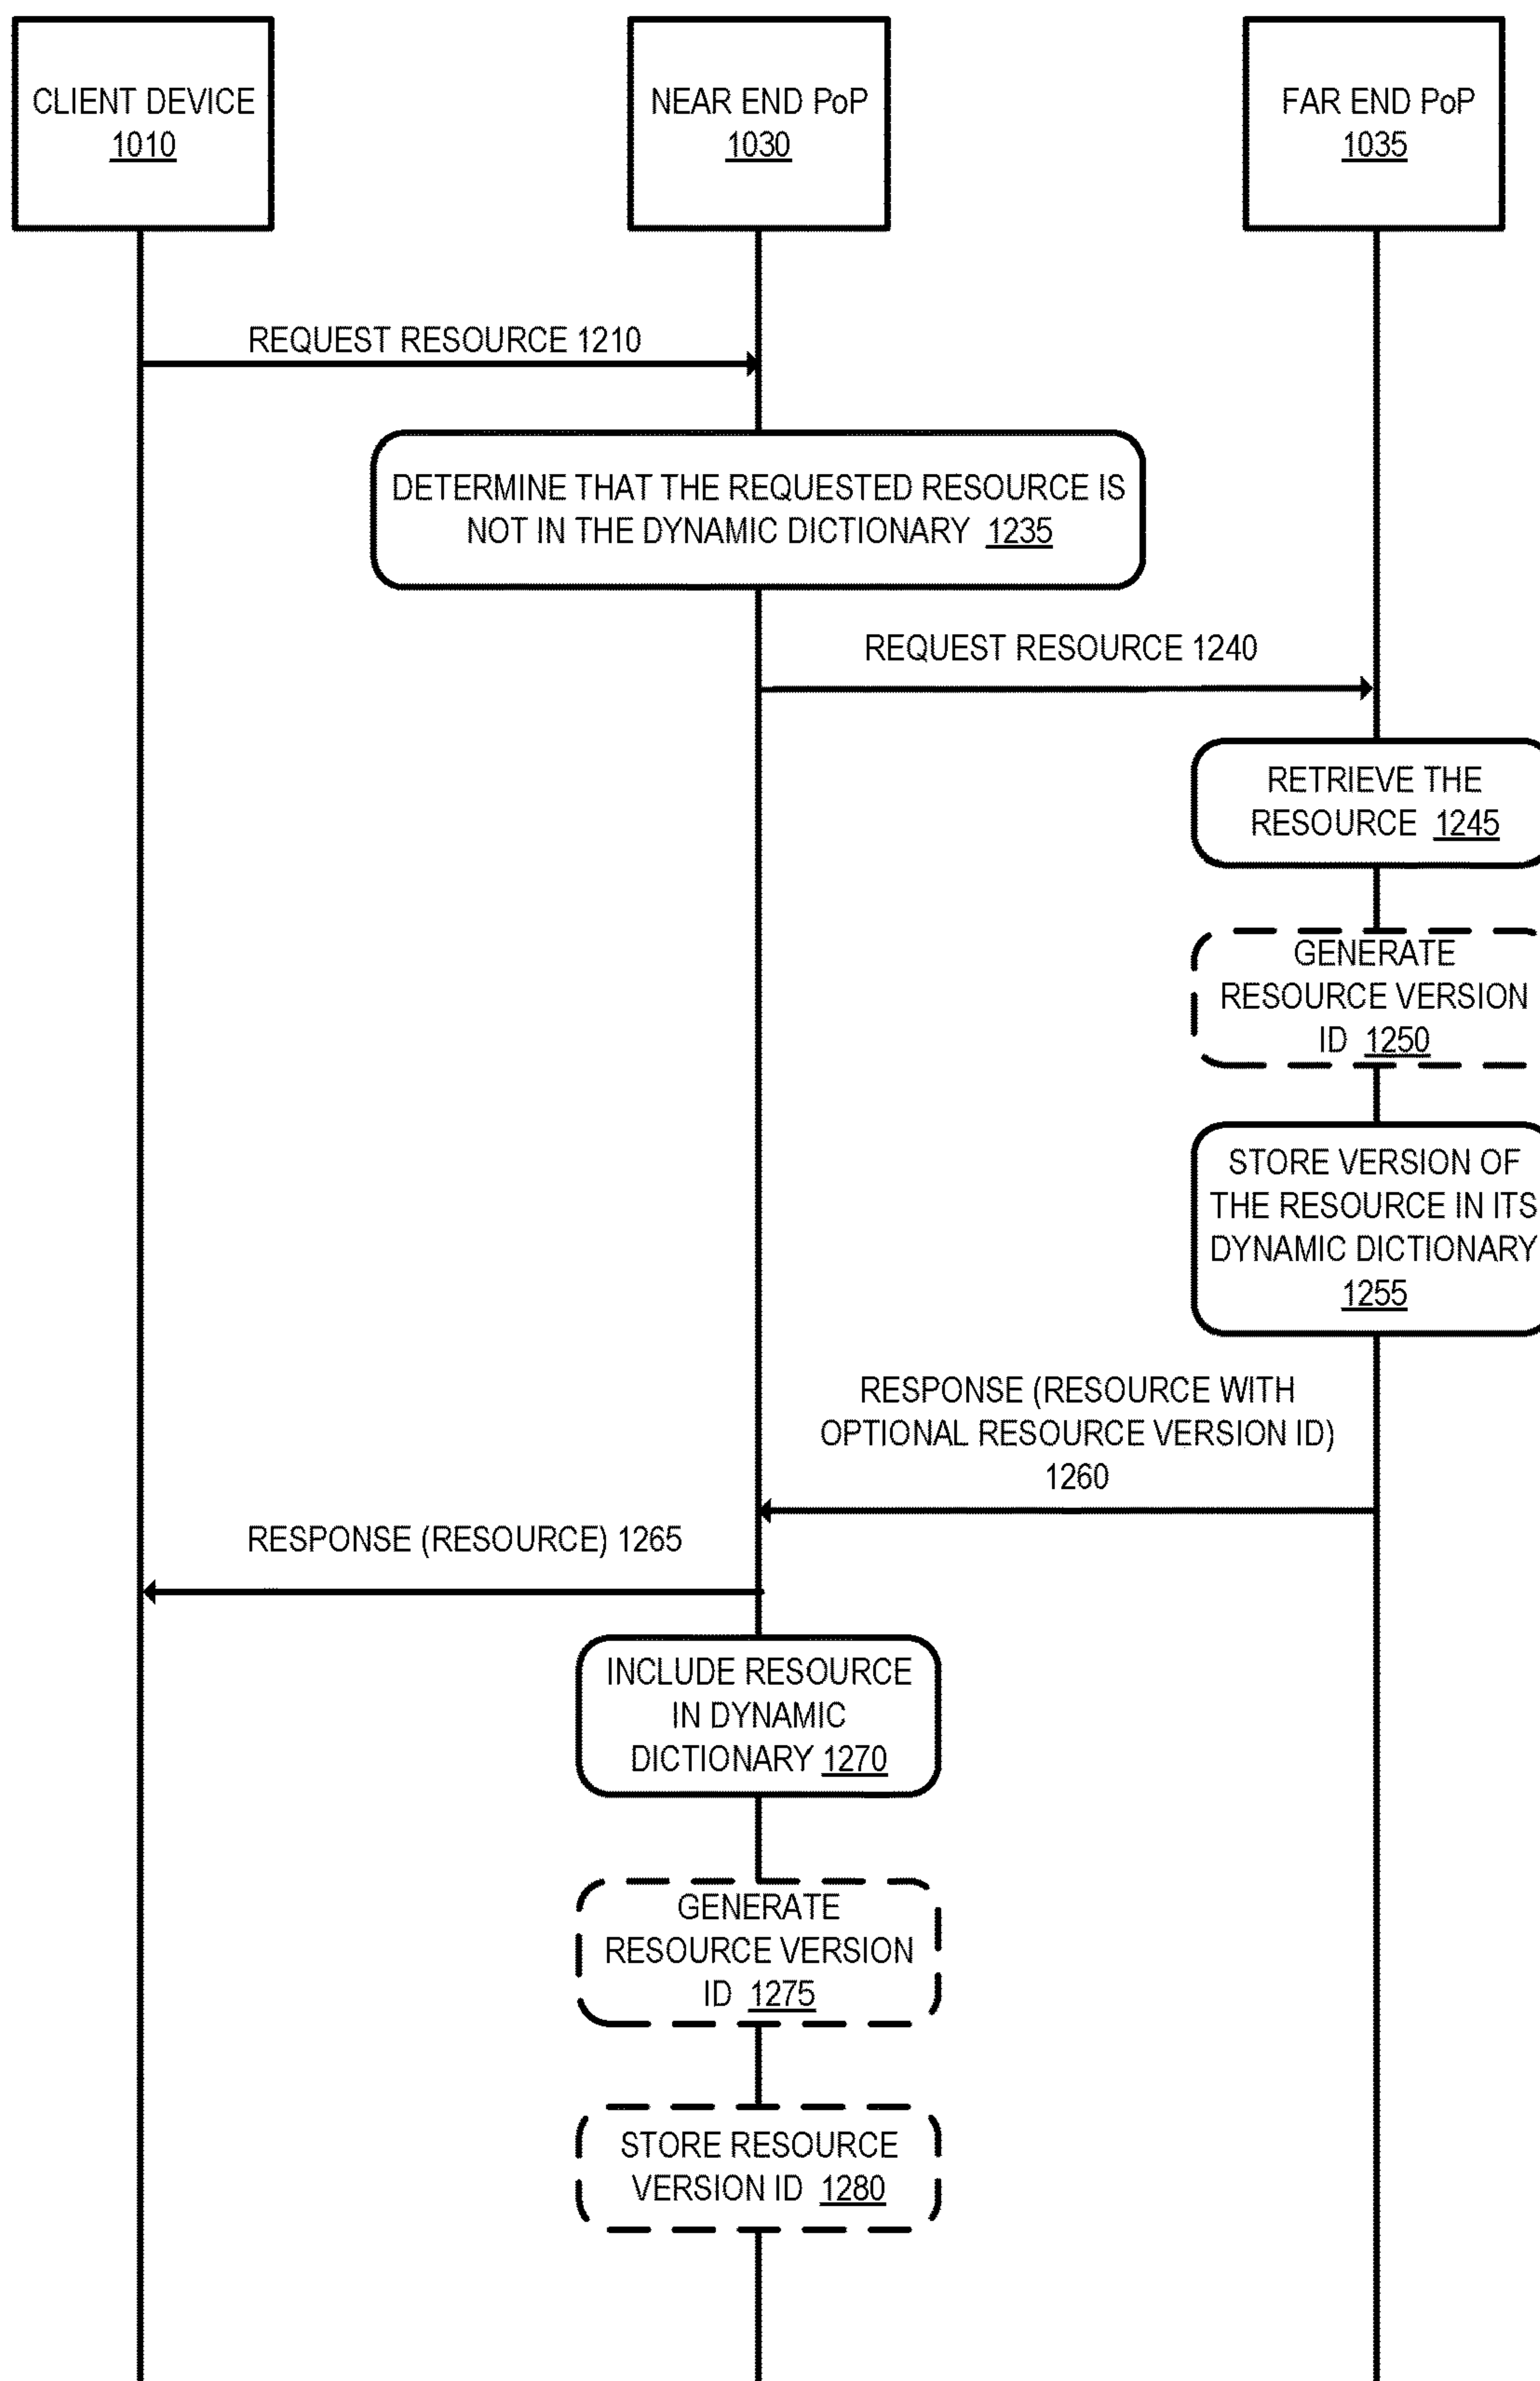 CLIENT DEVICE
1010
NEAR END PoP
1030
FAR END PoP
1035
REQUEST RESOURCE 1210
DETERMINE THAT THE REQUESTED RESOURCE IS
NOT IN THE DYNAMIC DICTIONARY 1235
REQUEST RESOURCE 1240
RETRIEVE THE
RESOURCE 1245
GENERATE
RESOURCE VERSION
ID 1250
STORE VERSION OF
THE RESOURCE IN ITS
DYNAMIC DICTIONARY
1255
RESPONSE (RESOURCE WITH
OPTIONAL RESOURCE VERSION ID)
1260
RESPONSE (RESOURCE) 1265
INCLUDE RESOURCE
IN DYNAMIC
DICTIONARY 1270
GENERATE
RESOURCE VERSION
ID 1275
STORE RESOURCE
VERSION ID 1280